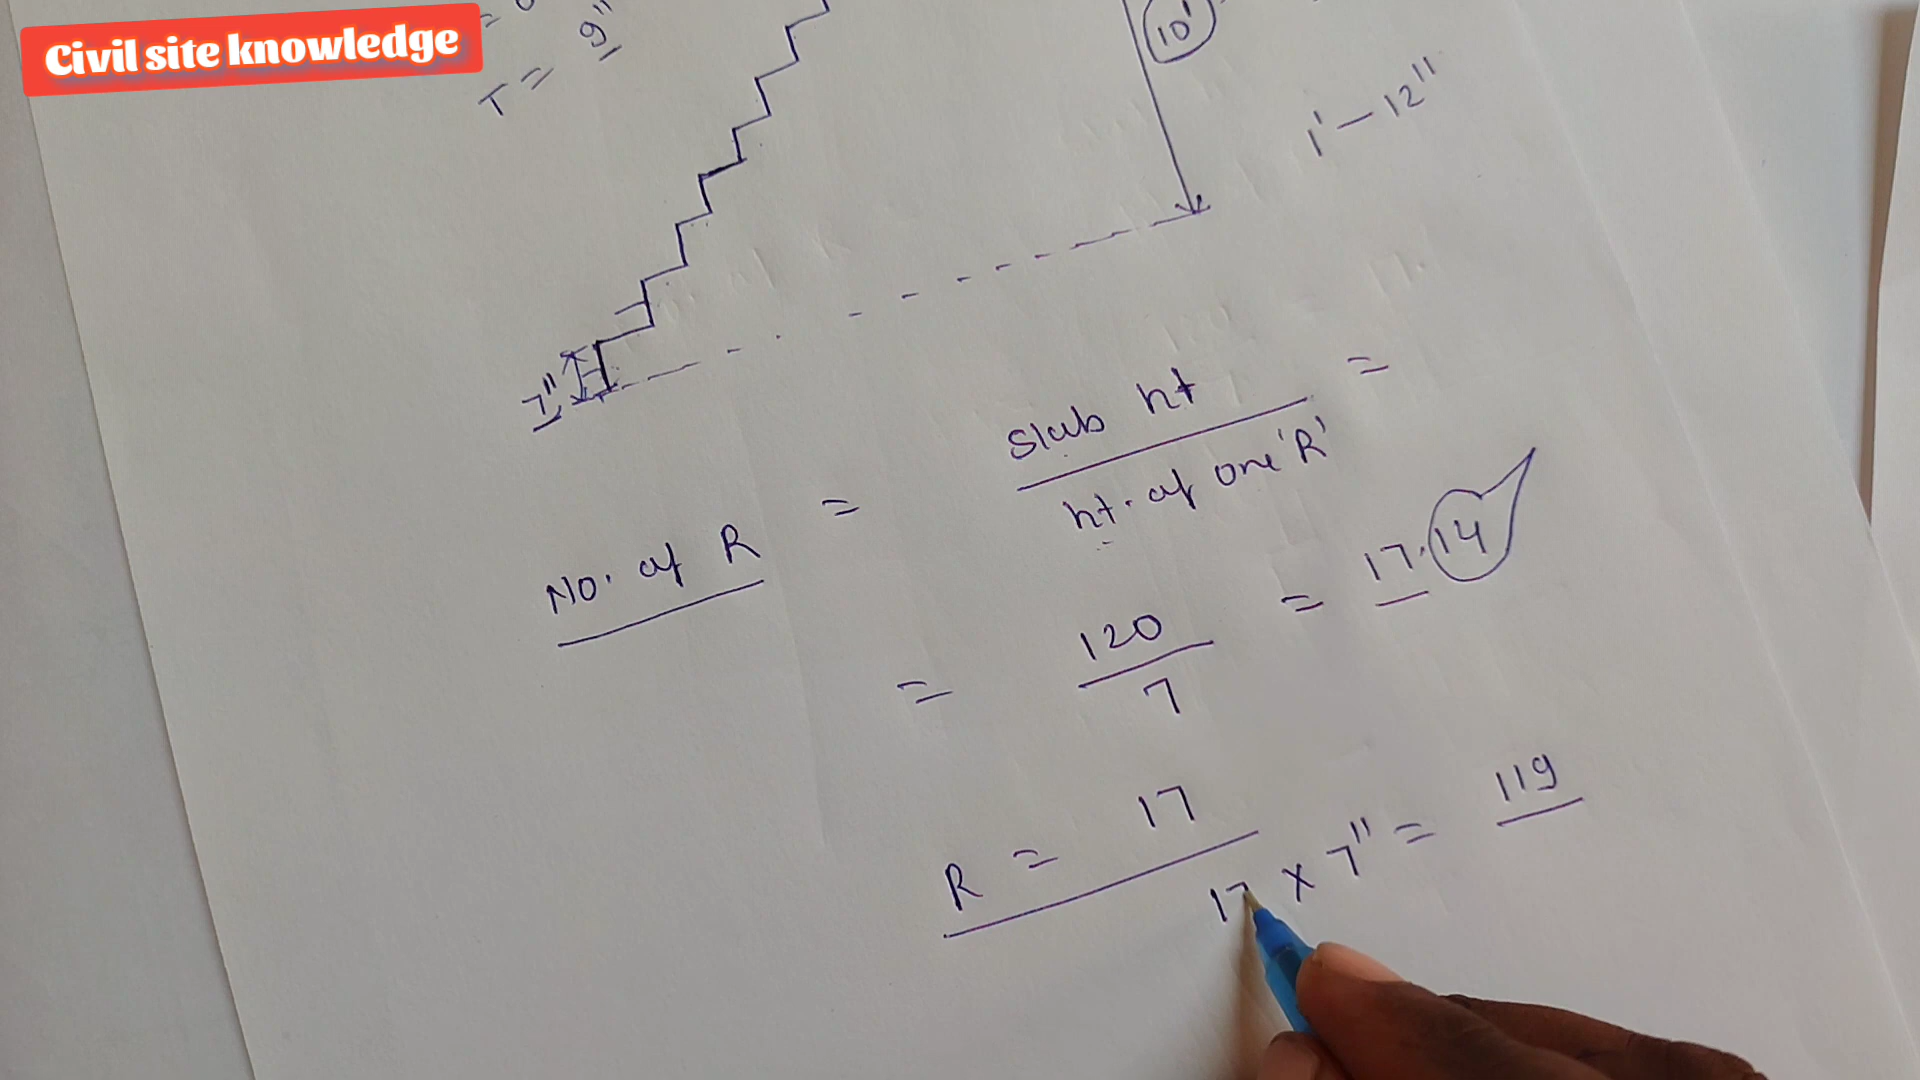 Civil site knowledge
T = 9"
10'
1' - 12"
7"
No. of R = Slab ht / ht. of one 'R' =
= 120 / 7 = 17.14
R = 17
17 x 7" = 119